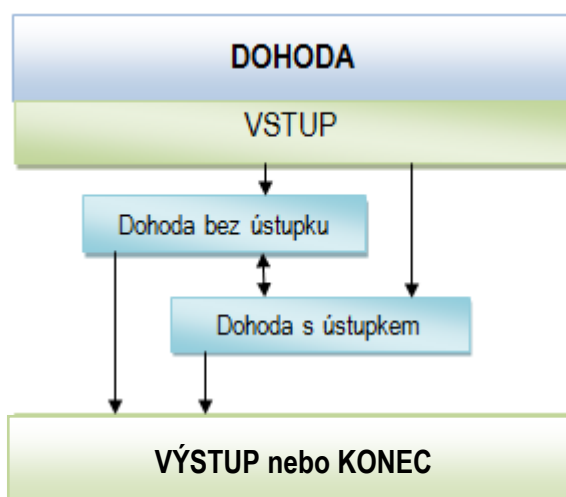 DOHODA
VSTUP
Dohoda bez ústupku
Dohoda s ústupkem
VÝSTUP nebo KONEC